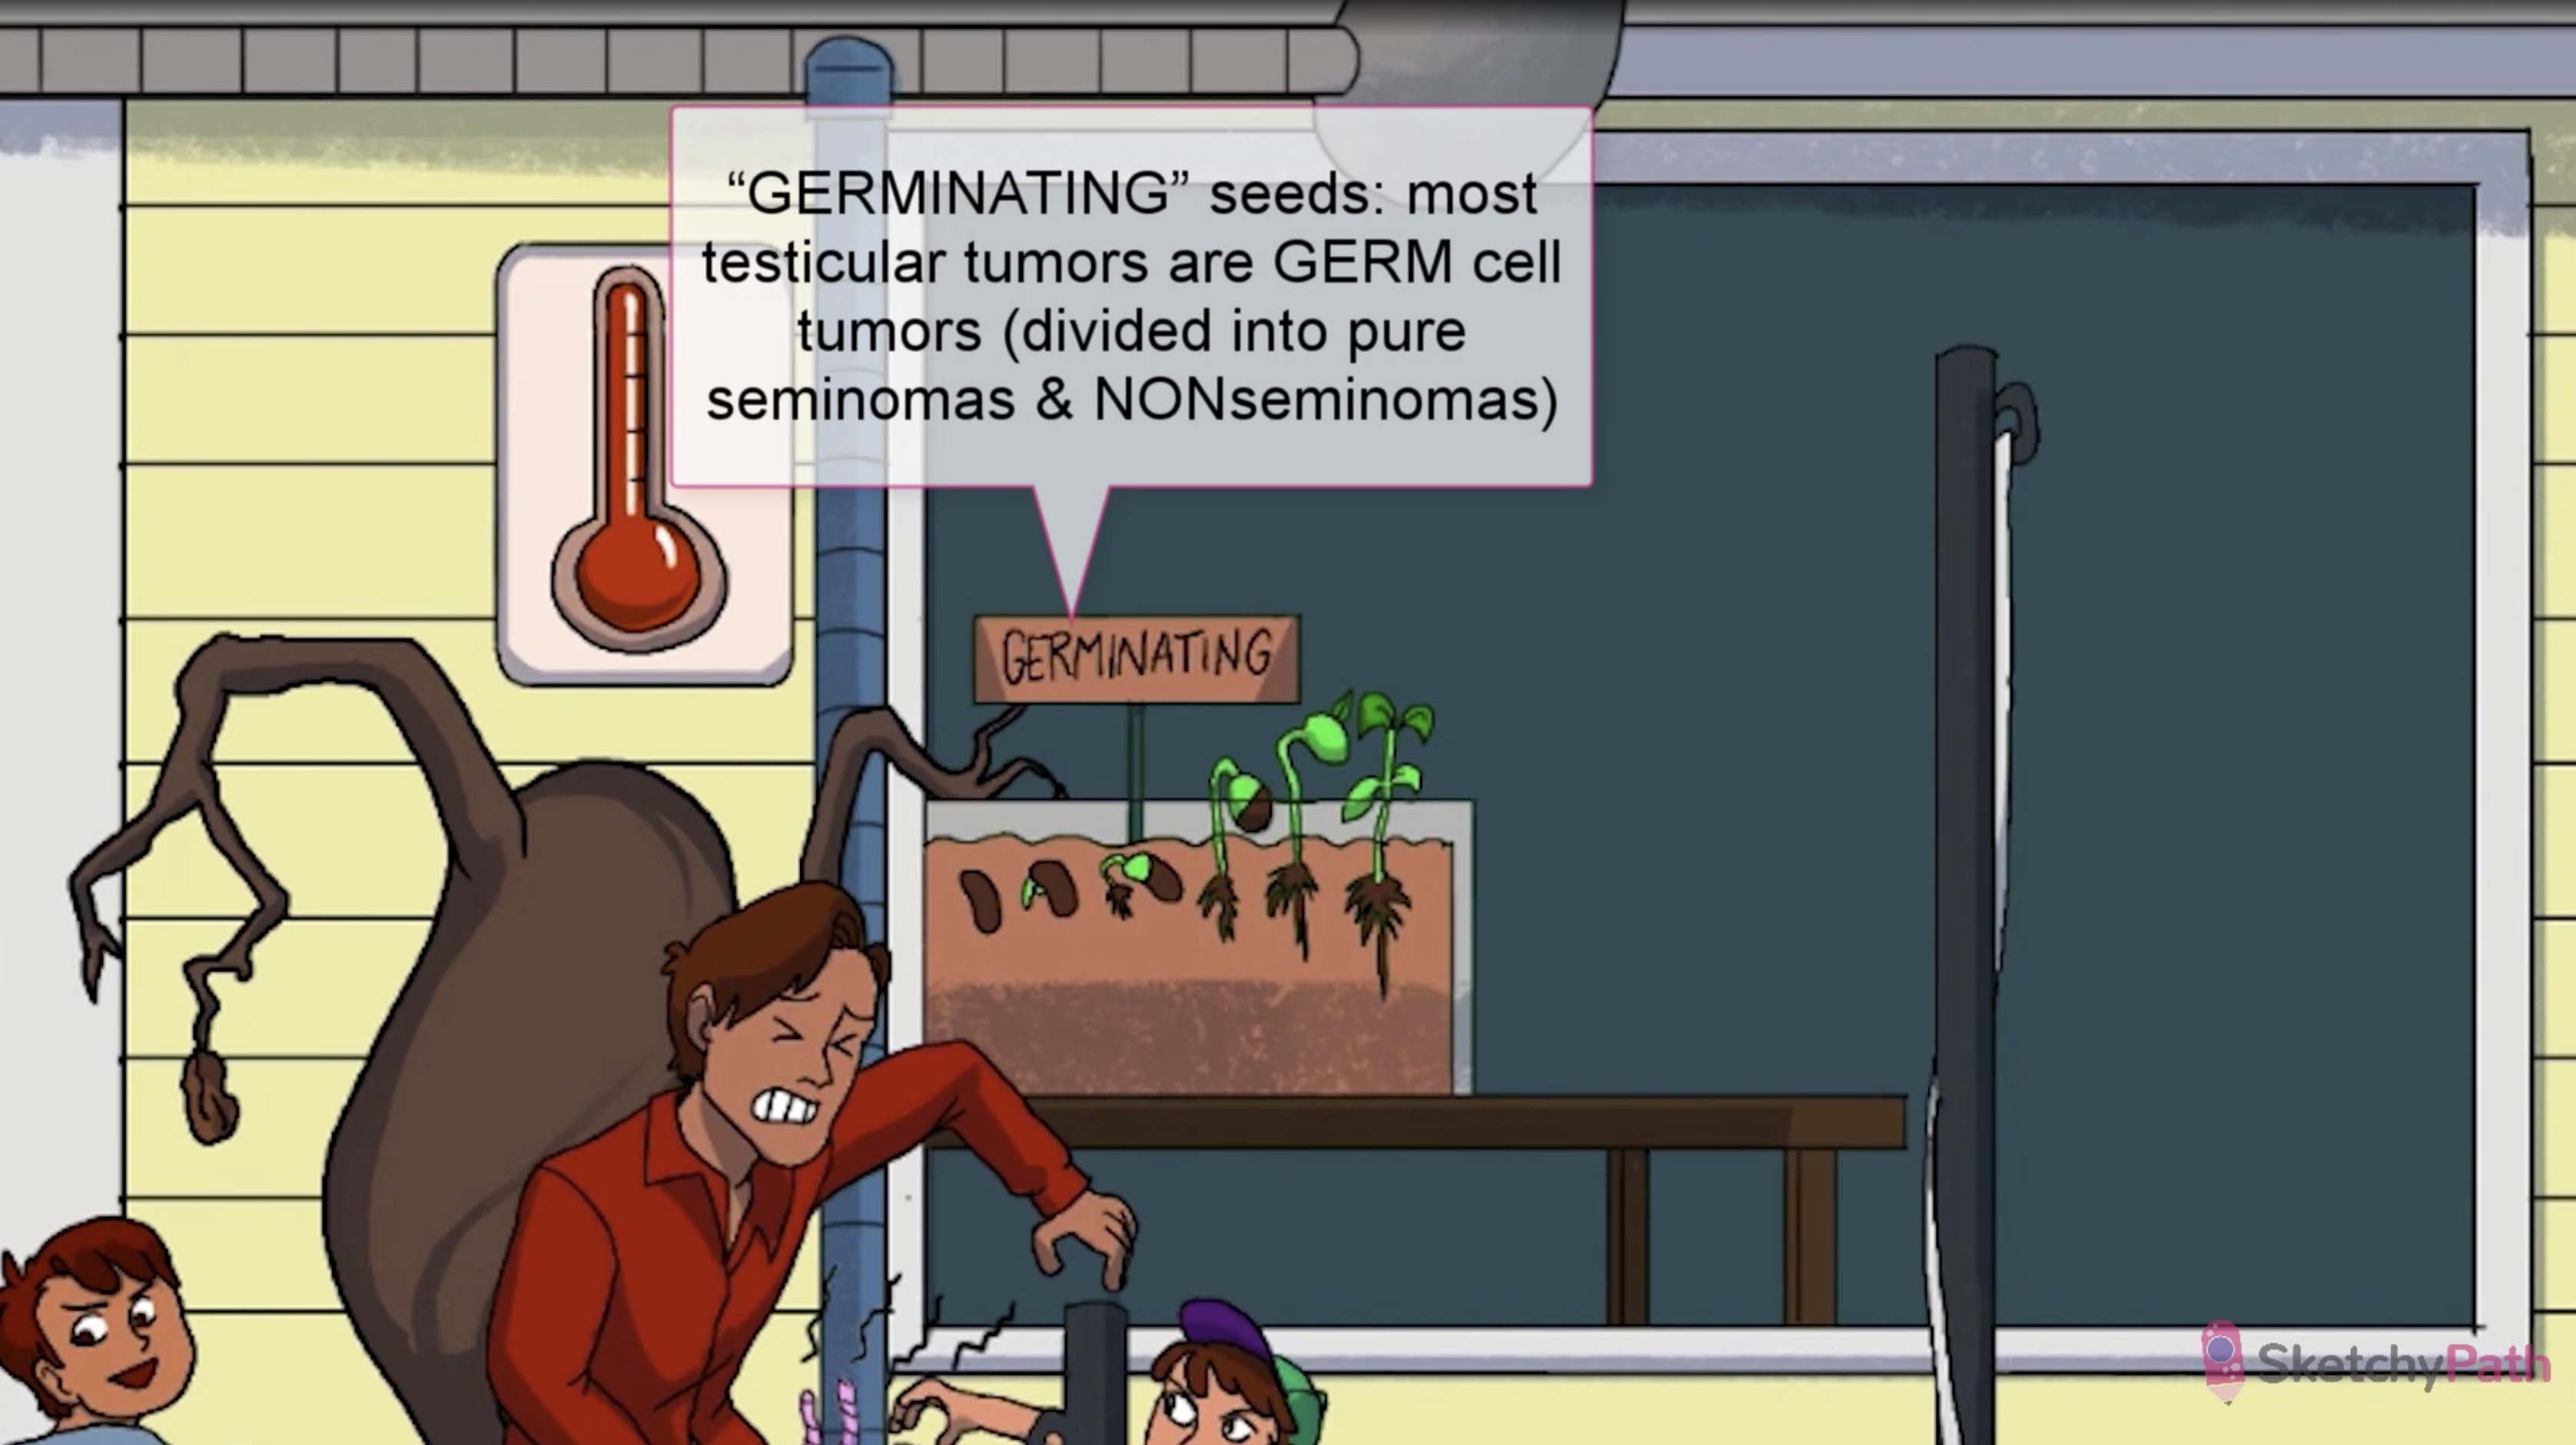 “GERMINATING” seeds: most
testicular tumors are GERM cell
tumors (divided into pure
seminomas & NONseminomas)
GERMINATING
SketchyPath